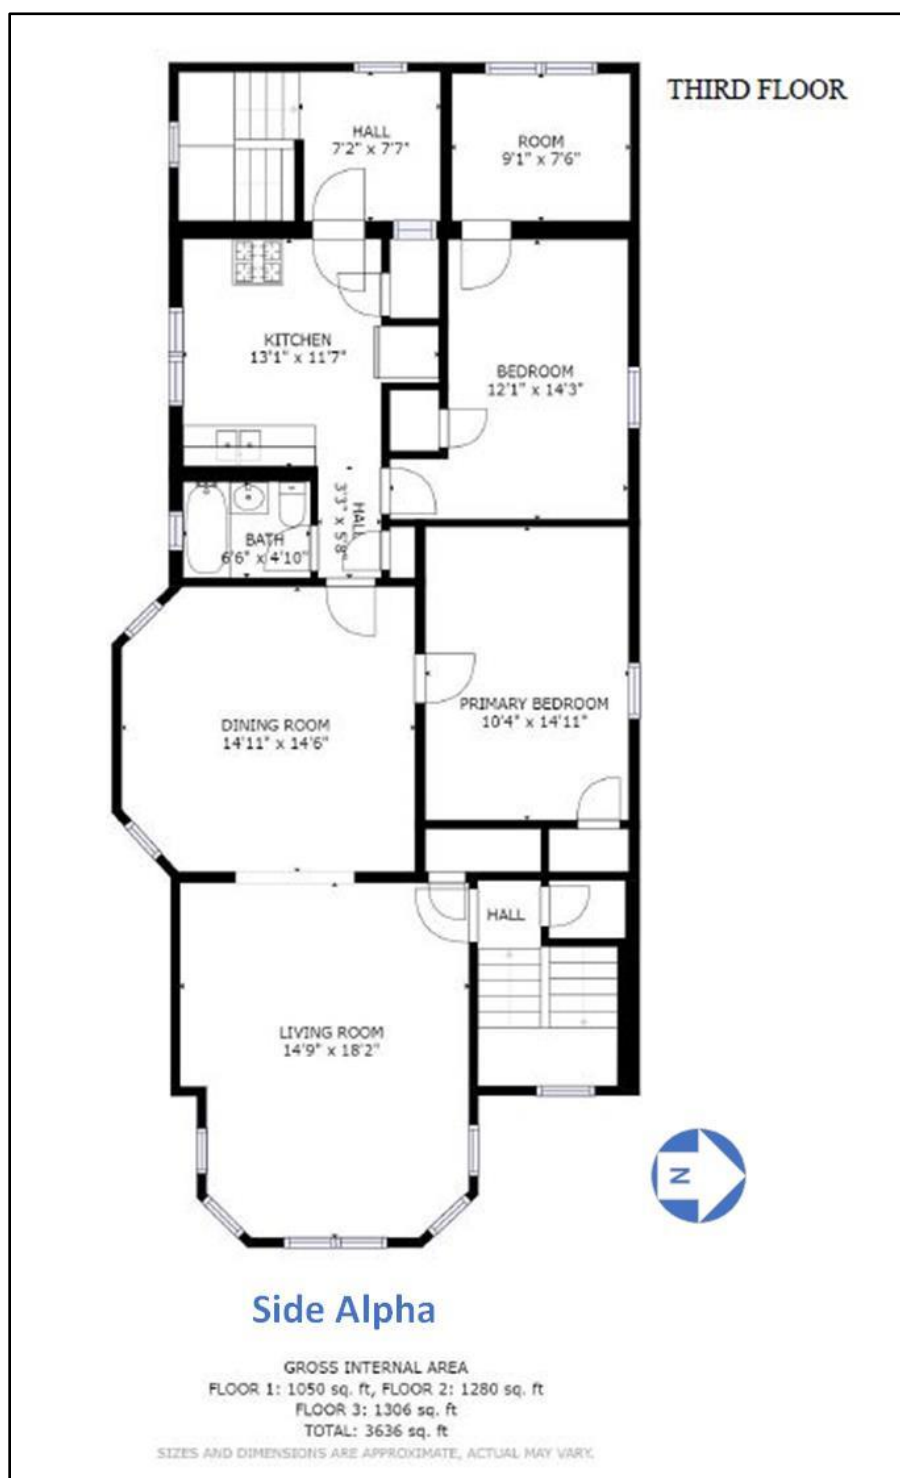 THIRD FLOOR
HALL
7'2" x 7'7"
ROOM
9'1" x 7'6"
KITCHEN
13'1" x 11'7"
BEDROOM
12'1" x 14'3"
HALL
3'3" x 5'8"
BATH
6'6" x 4'10"
PRIMARY BEDROOM
10'4" x 14'11"
DINING ROOM
14'11" x 14'6"
HALL
LIVING ROOM
14'9" x 18'2"
N
Side Alpha
GROSS INTERNAL AREA
FLOOR 1: 1050 sq. ft, FLOOR 2: 1280 sq. ft
FLOOR 3: 1306 sq. ft
TOTAL: 3636 sq. ft
SIZES AND DIMENSIONS ARE APPROXIMATE, ACTUAL MAY VARY.